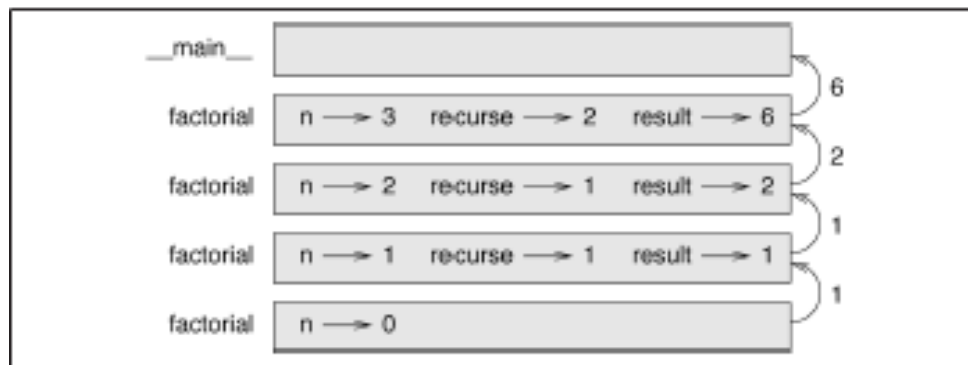 __main__
6
factorial n 3 recurse 2 result 6
2
factorial n 2 recurse 1 result 2
1
factorial n 1 recurse 1 result 1
1
factorial n 0